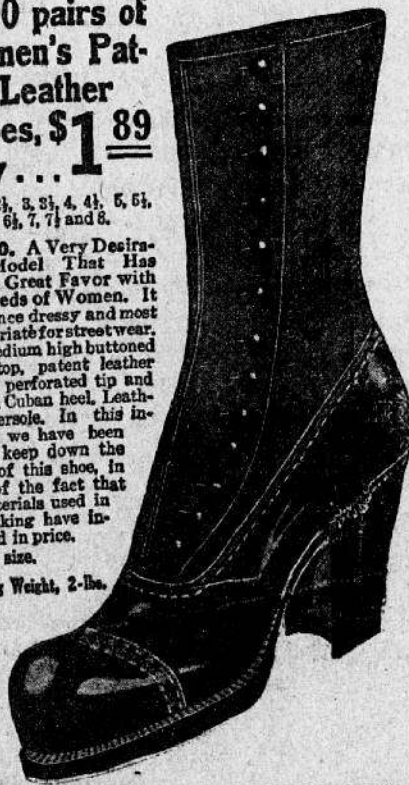 0 pairs of
men's Pat-
Leather
es, $1 89
... 
3, 3½, 4, 4½, 5, 5½,
6½, 7, 7½ and 8.
0. A Very Desira-
Model That Has
Great Favor with
eds of Women. It
nce dressy and most
riate for street wear.
edium high buttoned
top, patent leather
perforated tip and
Cuban heel. Leath-
ersole. In this in-
we have been
keep down the
of this shoe, in
f the fact that
terials used in
king have in-
d in price.
size.
g Weight, 2-lbs.